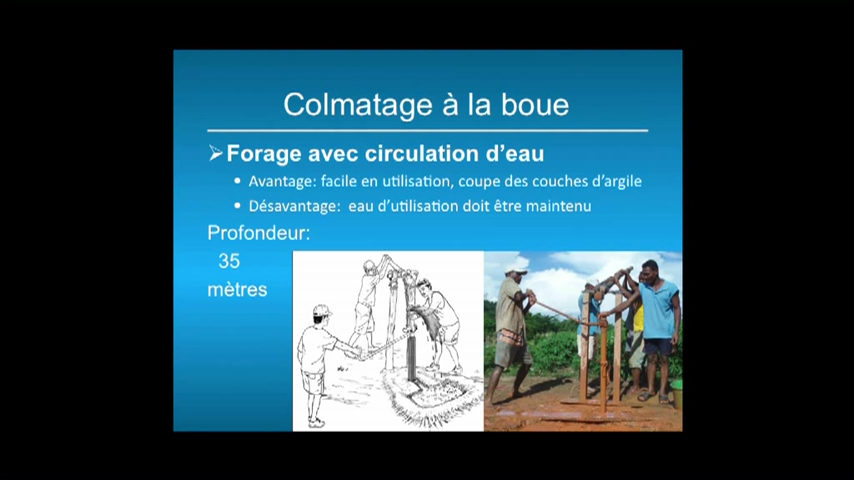 Colmatage à la boue
Forage avec circulation d'eau
• Avantage: facile en utilisation, coupe des couches d'argile
• Désavantage: eau d'utilisation doit être maintenu
Profondeur:
35
mètres